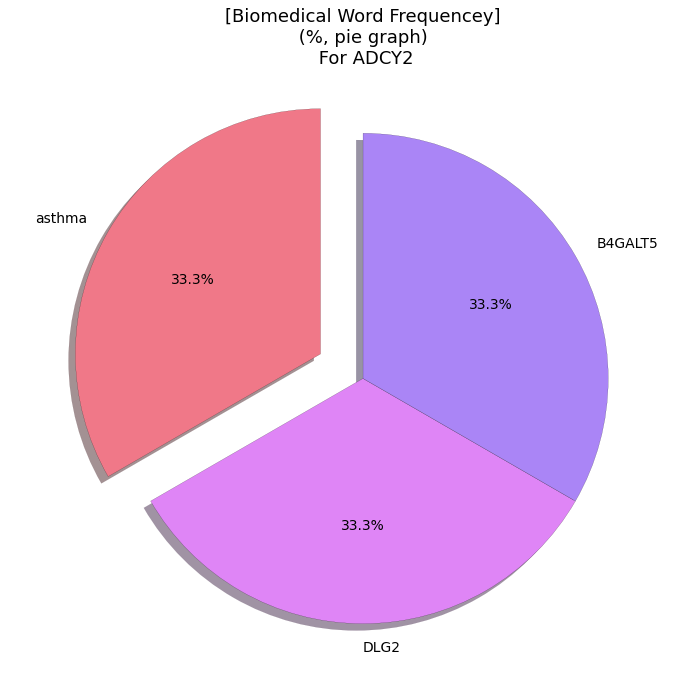 [Biomedical Word Frequencey]
(%, pie graph)
For ADCY2
asthma
33.3%
B4GALT5
33.3%
33.3%
DLG2